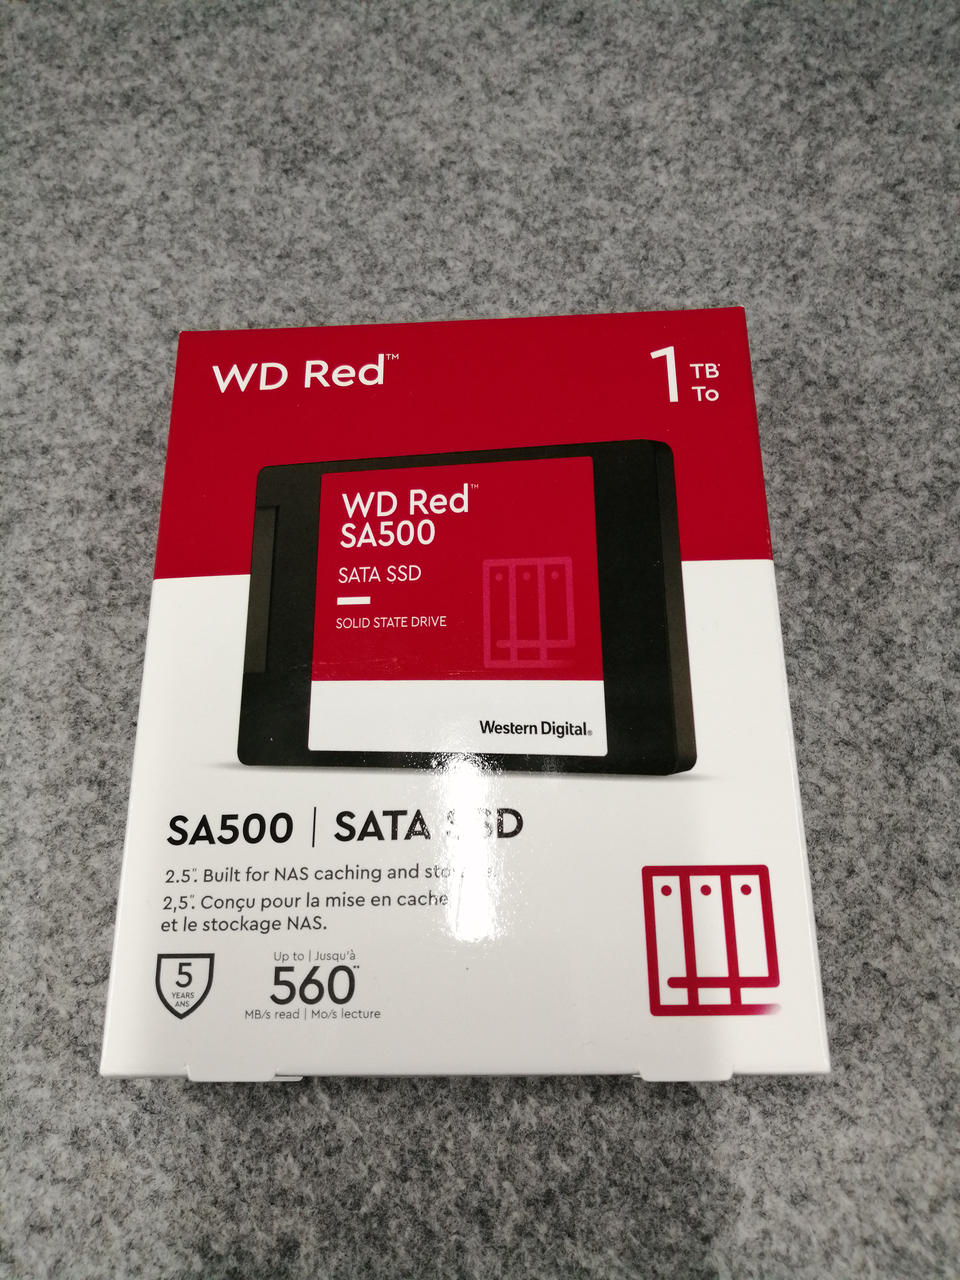 WD Red™
1 TB*
To
WD Red™
SA500
SATA SSD
SOLID STATE DRIVE
Western Digital®
SA500 | SATA SSD
2.5". Built for NAS caching and
2,5". Conçu pour la mise en cache
et le stockage NAS.
5
YEARS
ANS
Up to | Jusqu'à
560**
MB/s read | Mo/s lecture